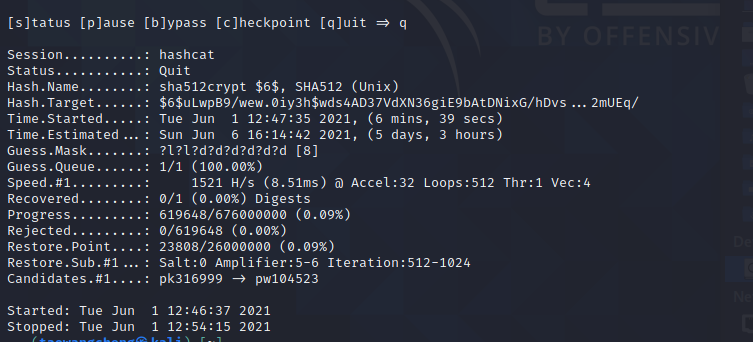 [s]tatus [p]ause [b]ypass [c]heckpoint [q]uit => q
BY OFFENSIV
Session..........: hashcat
Status...........: Quit
Hash.Name........: sha512crypt $6$, SHA512 (Unix)
Hash.Target......: $6$uLwpB9/wew.0iy3h$wds4AD37VdXN36giE9bAtDNixG/hDvs...2mUEq/
Time.Started.....: Tue Jun  1 12:47:35 2021, (6 mins, 39 secs)
Time.Estimated...: Sun Jun  6 16:14:42 2021, (5 days, 3 hours)
Guess.Mask.......: ?l?l?d?d?d?d?d?d [8]
Guess.Queue......: 1/1 (100.00%)
Speed.#1.........:     1521 H/s (8.51ms) @ Accel:32 Loops:512 Thr:1 Vec:4
Recovered........: 0/1 (0.00%) Digests
Progress.........: 619648/676000000 (0.09%)
Rejected.........: 0/619648 (0.00%)
Restore.Point....: 23808/26000000 (0.09%)
Restore.Sub.#1...: Salt:0 Amplifier:5-6 Iteration:512-1024
Candidates.#1....: pk316999 -> pw104523
Started: Tue Jun  1 12:46:37 2021
Stopped: Tue Jun  1 12:54:15 2021